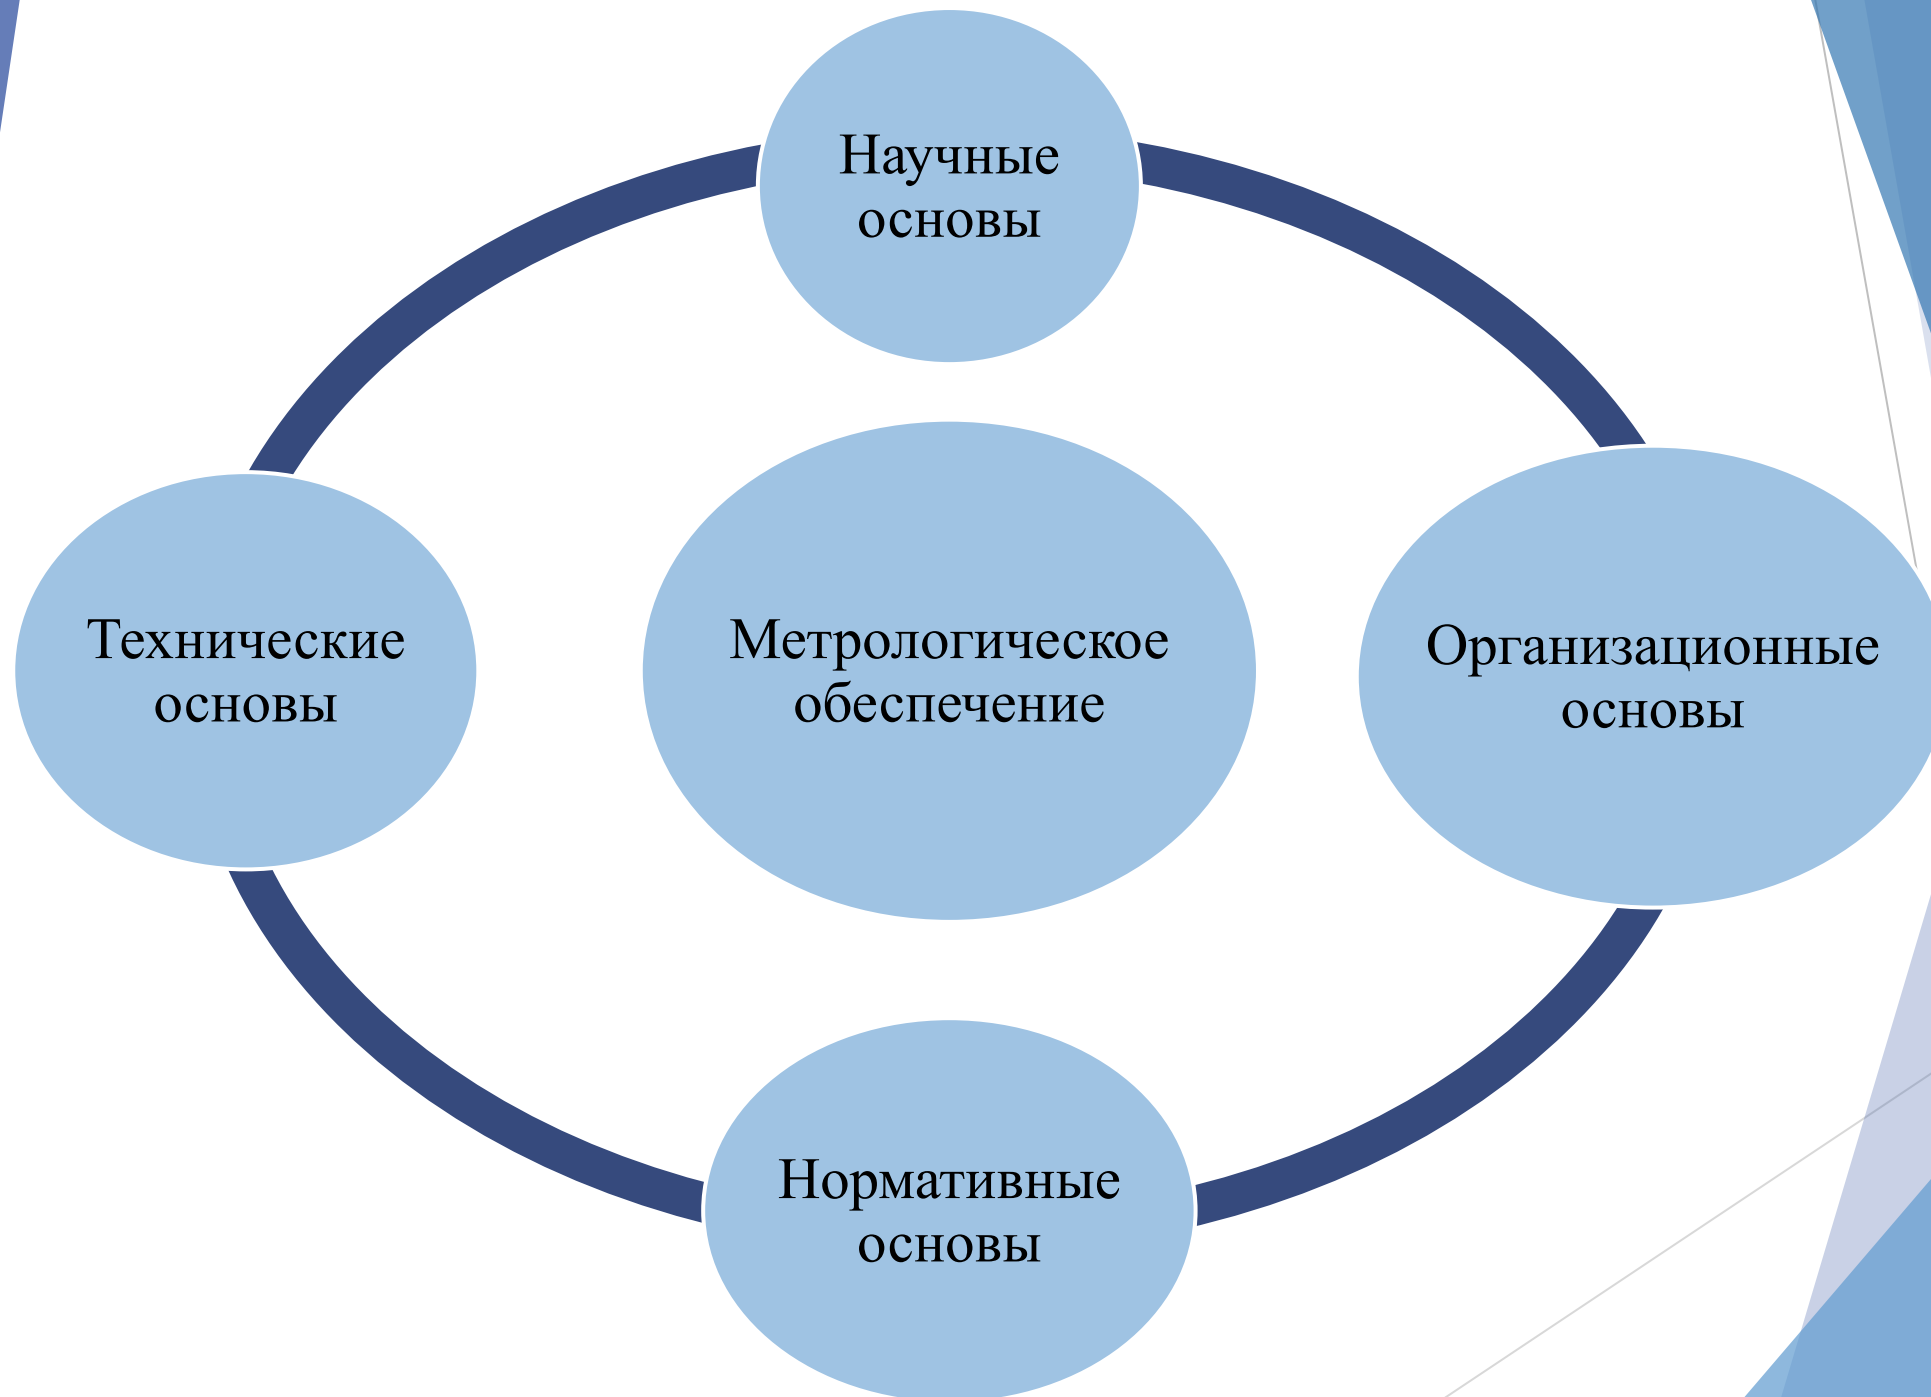 Научные
основы
Технические
основы
Метрологическое
обеспечение
Организационные
основы
Нормативные
основы